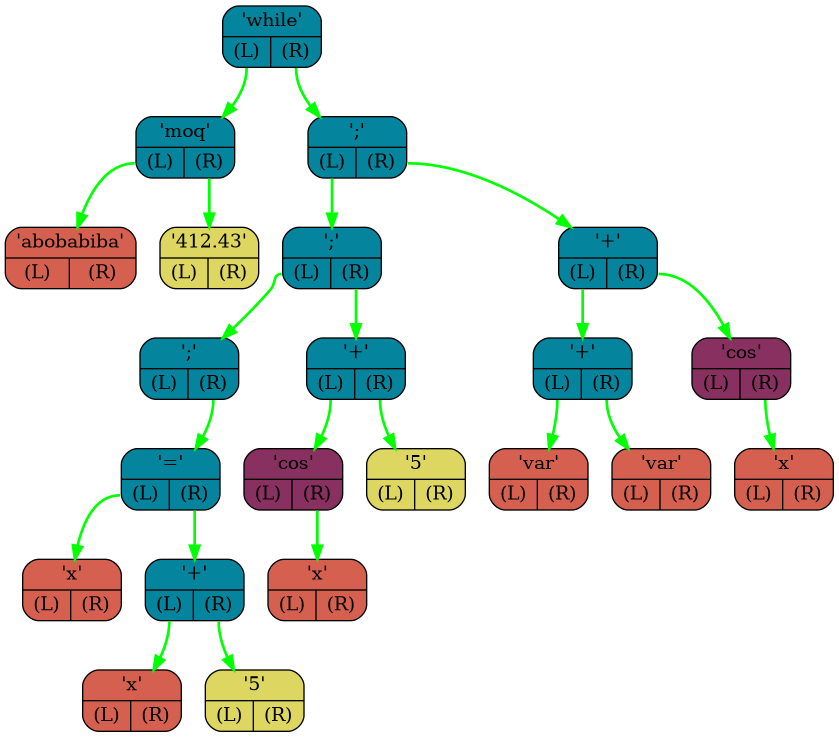 'while'
(L) (R)
'moq' ';'
(L) (R) (L) (R)
'abobabiba' '412.43' ';' '+'
(L) (R) (L) (R) (L) (R) (L) (R)
';' '+' '+' 'cos'
(L) (R) (L) (R) (L) (R) (L) (R)
'=' 'cos' '5' 'var' 'var' 'x'
(L) (R) (L) (R) (L) (R) (L) (R) (L) (R) (L) (R)
'x' '+' 'x'
(L) (R) (L) (R) (L) (R)
'x' '5'
(L) (R) (L) (R)